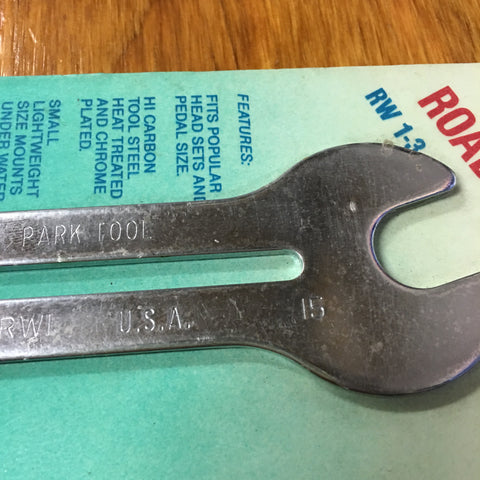 ROAD
RW 1-3
FEATURES:
FITS POPULAR
HEAD SETS AND
PEDAL SIZE.
HI CARBON
TOOL STEEL
HEAT TREATED
AND CHROME
PLATED.
SMALL
LIGHTWEIGHT
SIZE MOUNTS
UNDER WATER
PARK TOOL
RW1 U.S.A. 15